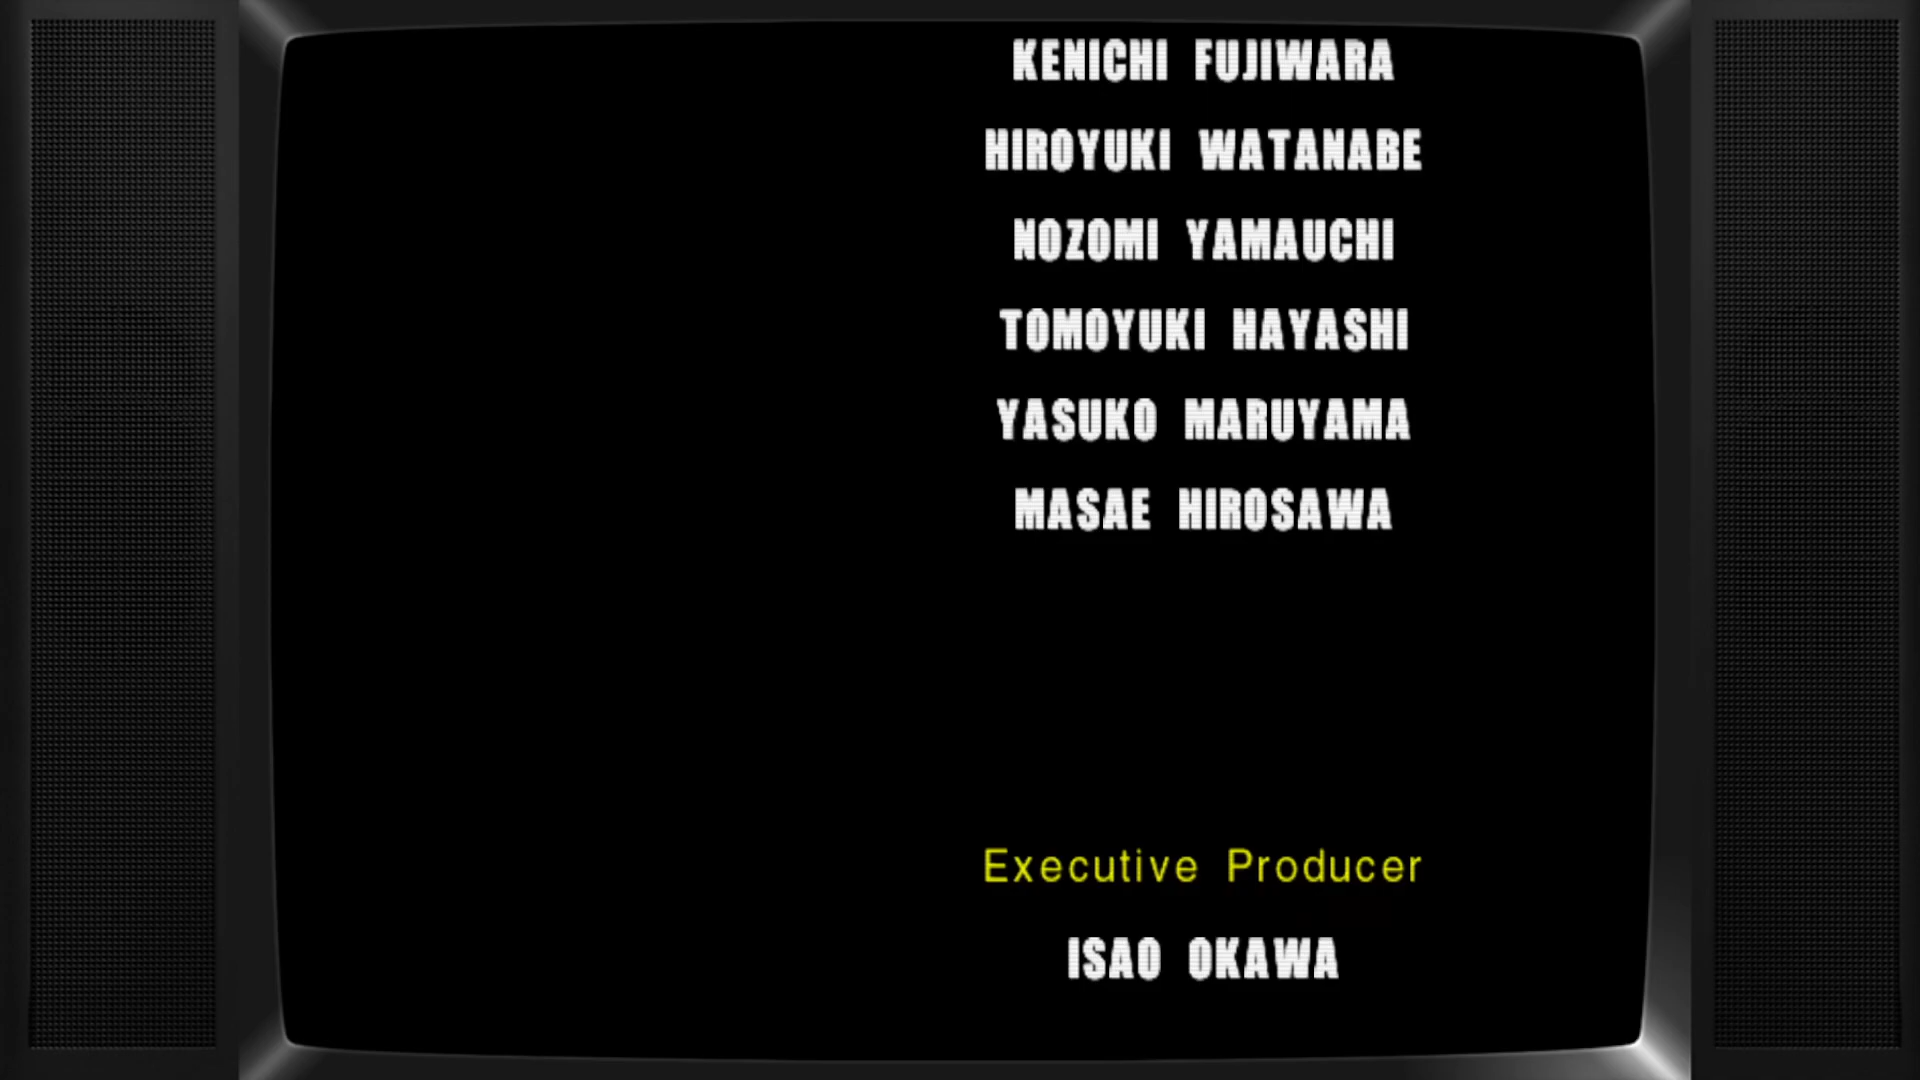 KENICHI FUJIWARA
HIROYUKI WATANABE
NOZOMI YAMAUCHI
TOMOYUKI HAYASHI
YASUKO MARUYAMA
MASAE HIROSAWA
Executive Producer
ISAO OKAWA